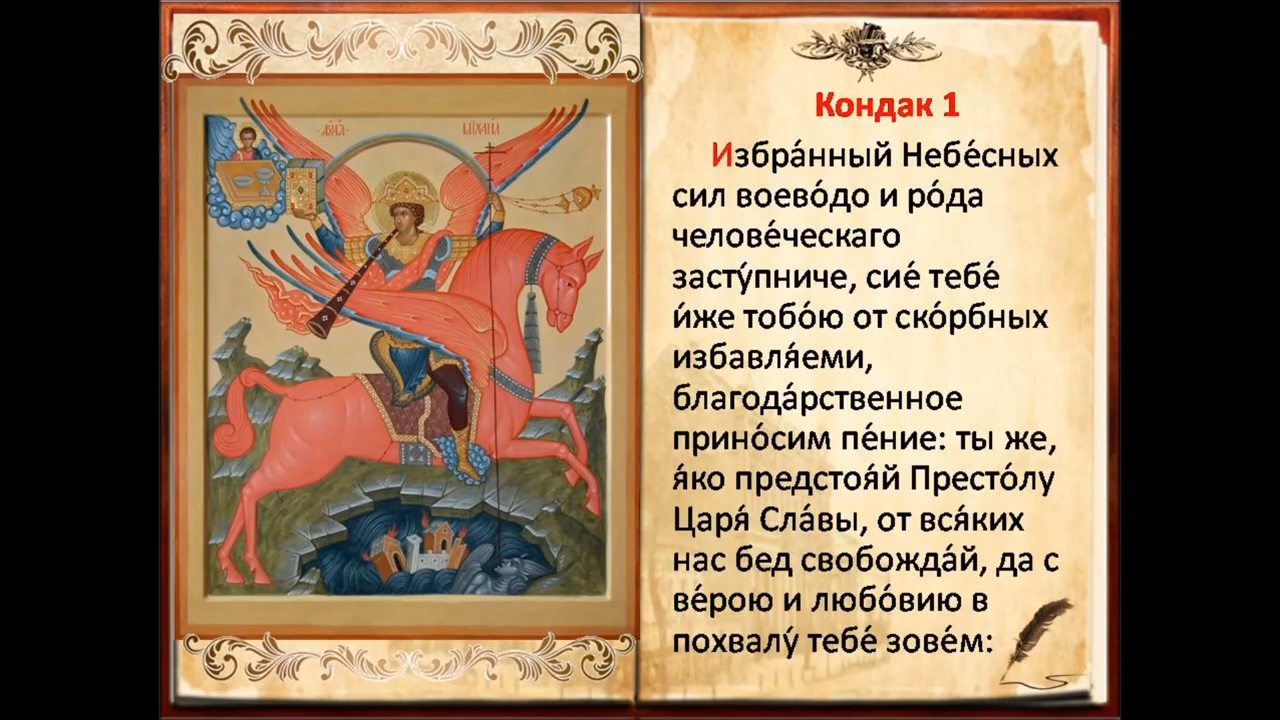 МИХАИЛ
Кондак 1
Избра́нный Небе́сных
сил воево́до и ро́да
челове́ческаго
засту́пниче, сие́ тебе́
и́же тобо́ю от ско́рбных
избавля́еми,
благода́рственное
прино́сим пе́ние: ты же,
я́ко предстоя́й Престо́лу
Царя́ Сла́вы, от вся́ких
нас бед свобожда́й, да с
ве́рою и любо́вию в
похвалу́ тебе́ зове́м: